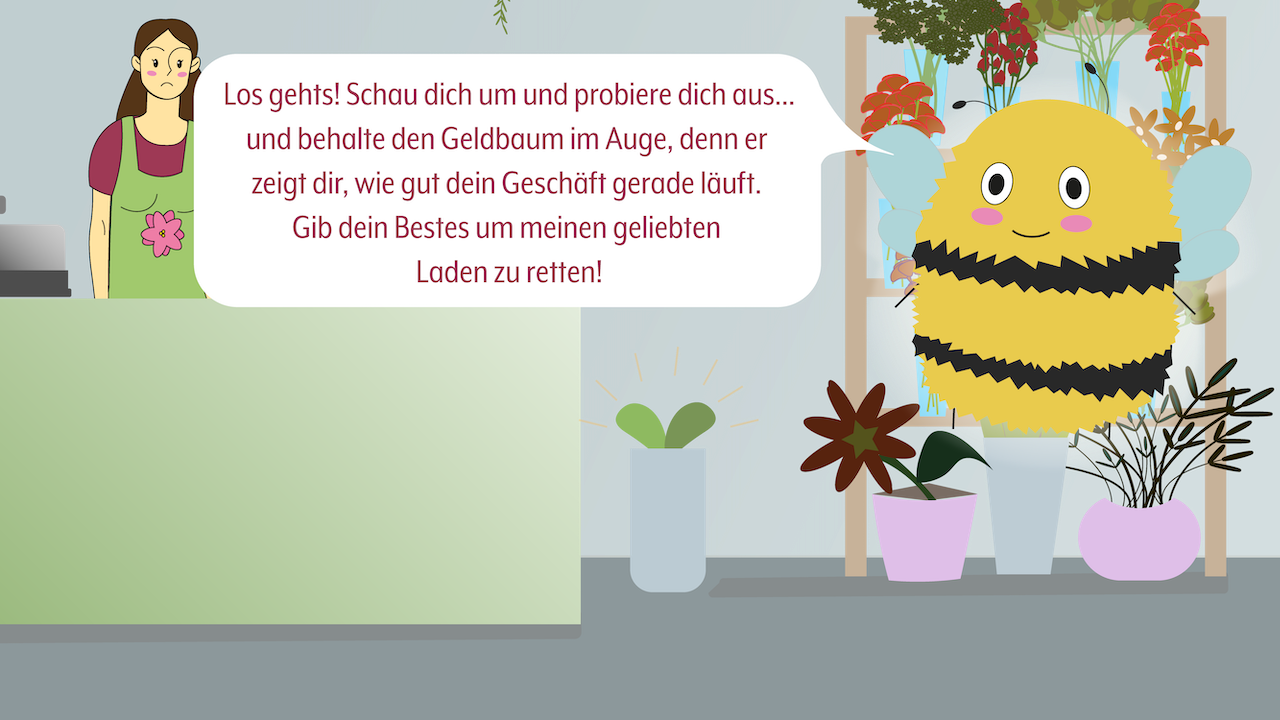 Los gehts! Schau dich um und probiere dich aus...
und behalte den Geldbaum im Auge, denn er
zeigt dir, wie gut dein Geschäft gerade läuft.
Gib dein Bestes um meinen geliebten
Laden zu retten!